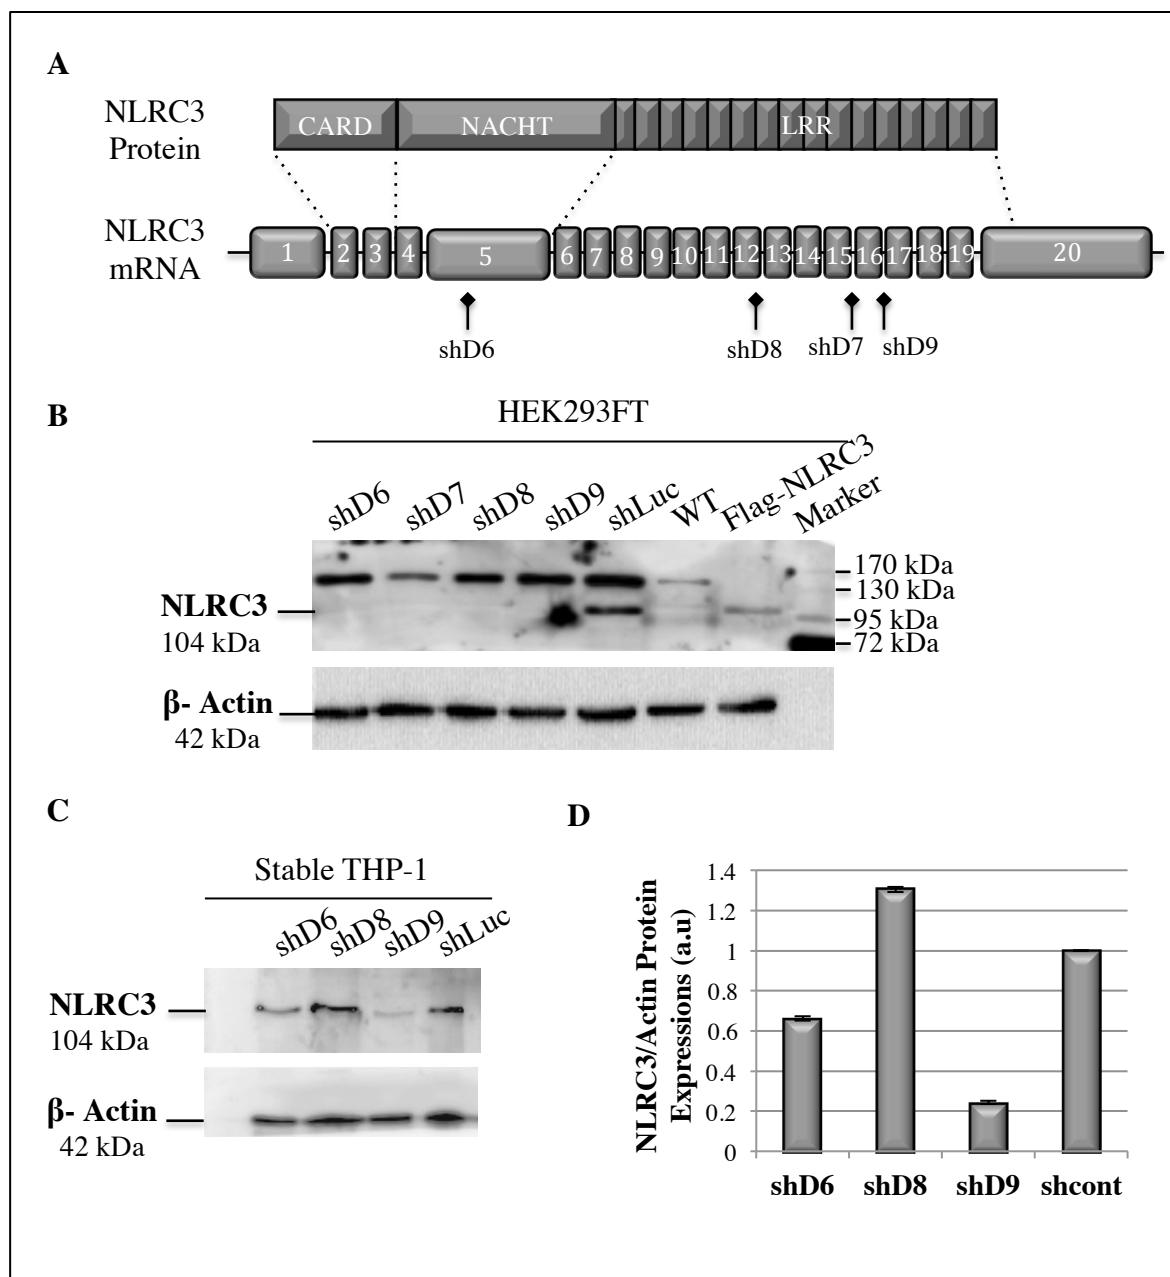 A
NLRC3
Protein
CARD NACHT LRR
NLRC3
mRNA
1 2 3 4 5 6 7 8 9 10 11 12 13 14 15 16 17 18 19 20
shD6 shD8 shD7 shD9
B
HEK293FT
shD6 shD7 shD8 shD9 shLuc WT Flag-NLRC3 Marker
170 kDa
130 kDa
95 kDa
72 kDa
NLRC3
104 kDa
β- Actin
42 kDa
C
Stable THP-1
shD6 shD8 shD9 shLuc
NLRC3
104 kDa
β- Actin
42 kDa
D
NLRC3/Actin Protein
Expressions (a.u)
1.4
1.2
1
0.8
0.6
0.4
0.2
0
shD6 shD8 shD9 shcont